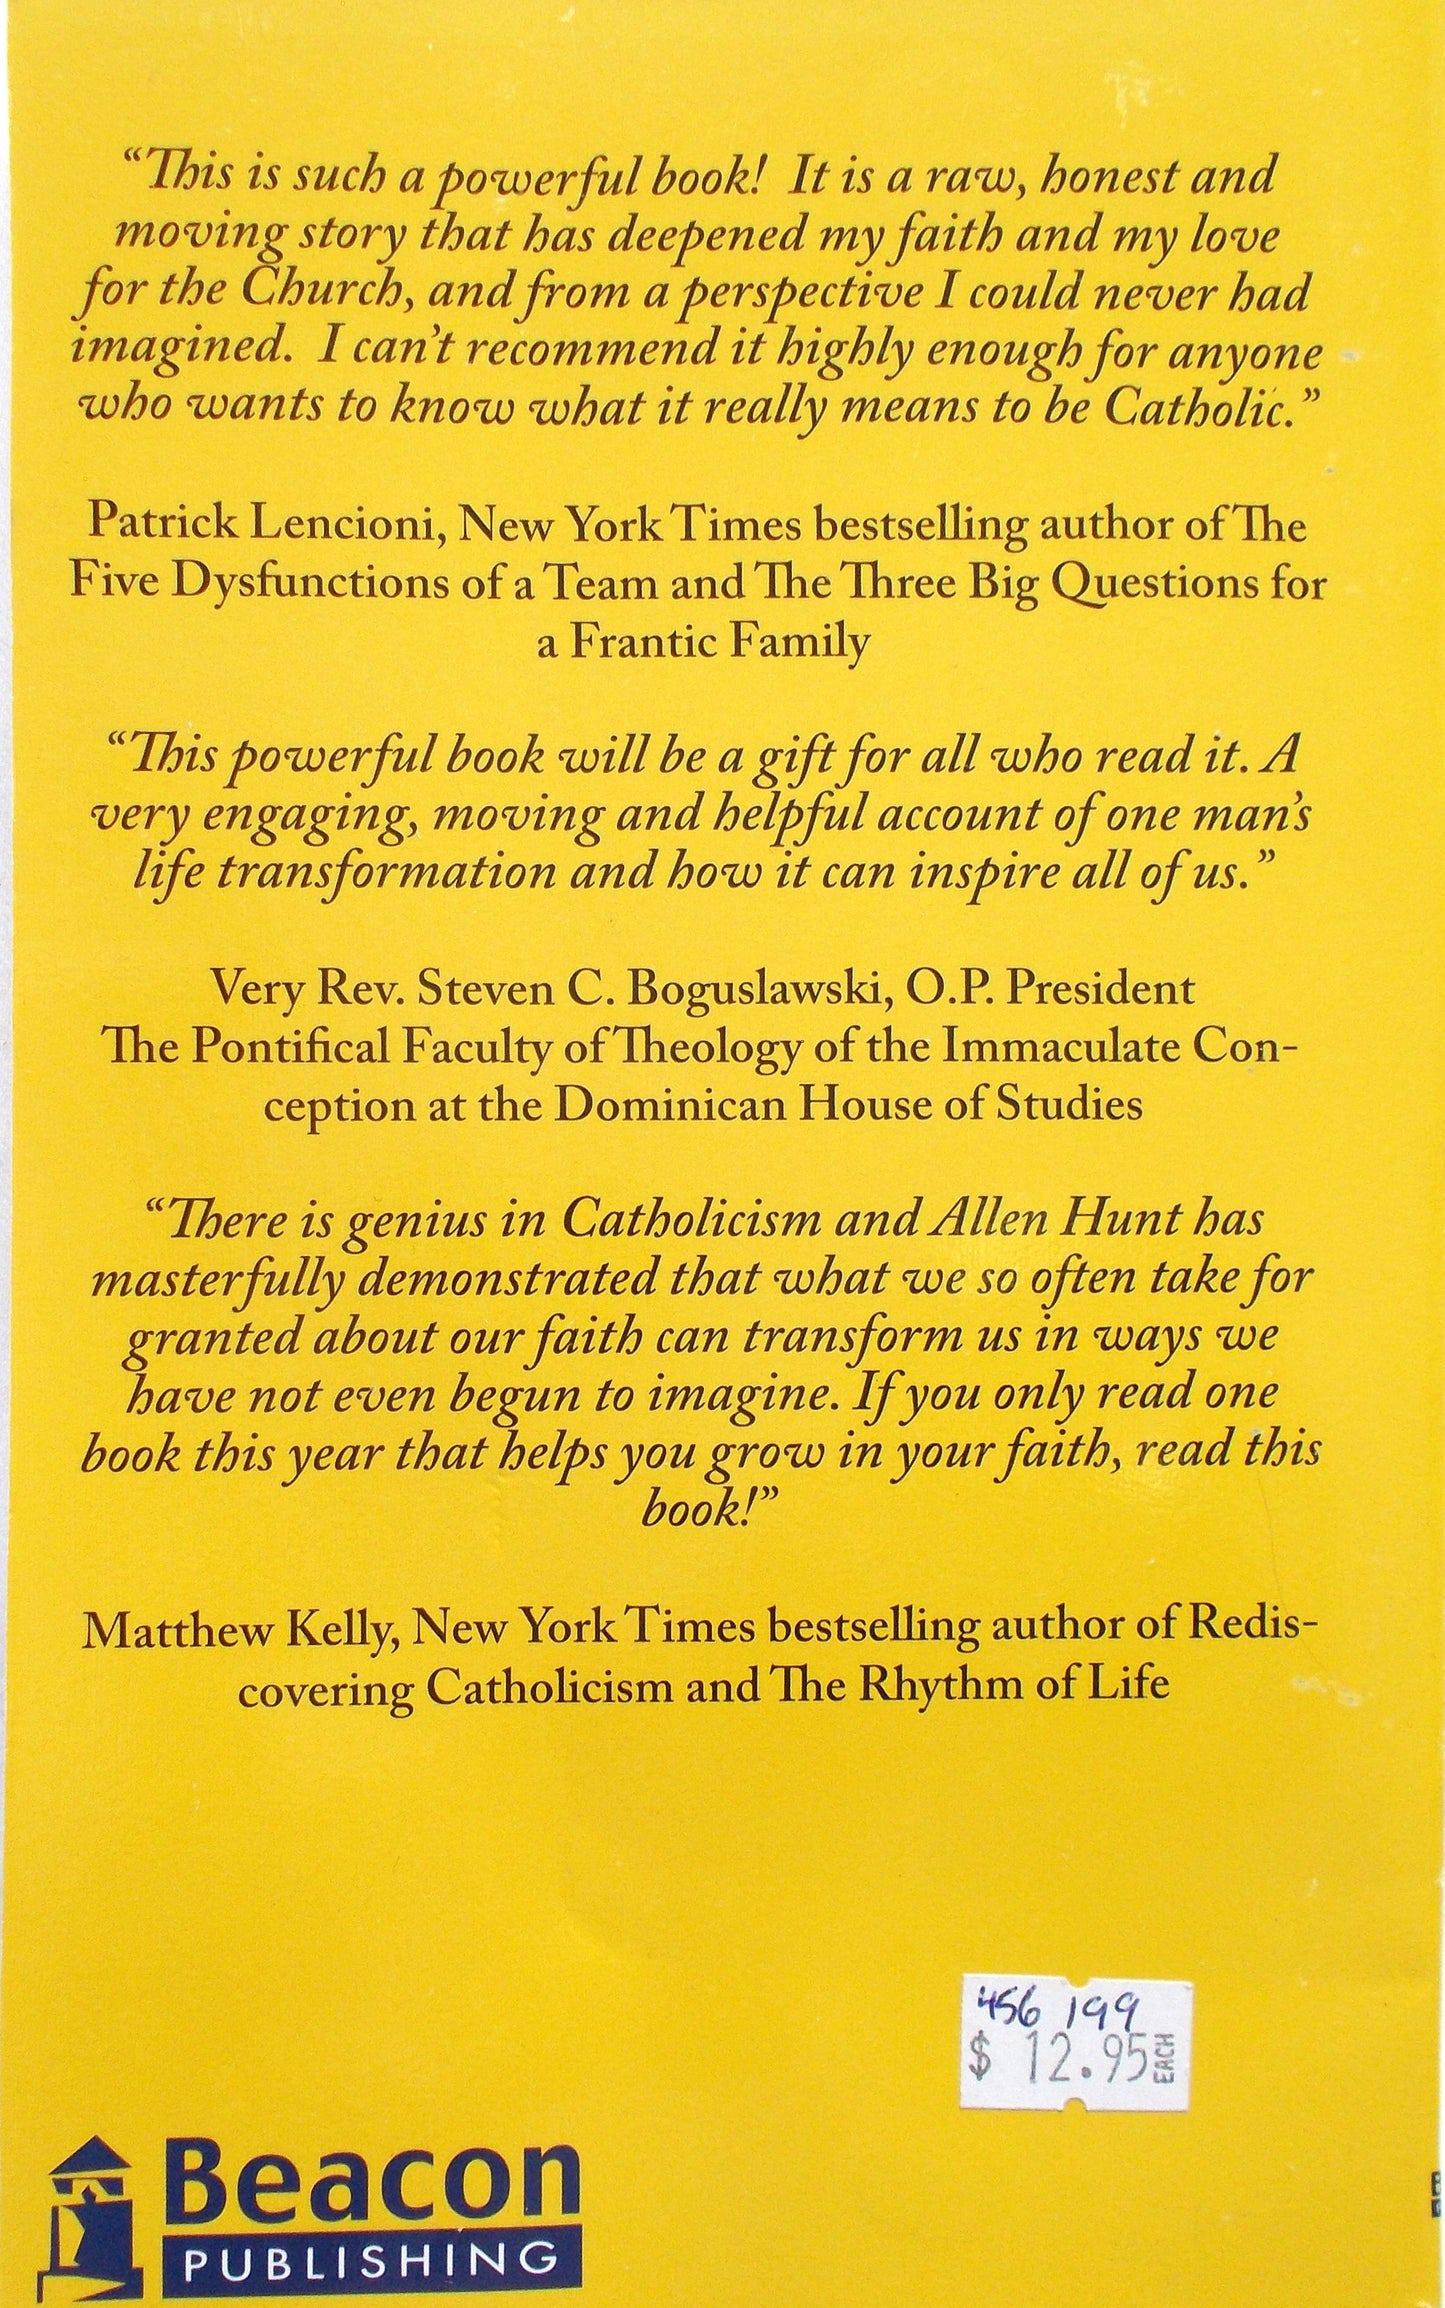 “This is such a powerful book!  It is a raw, honest and
moving story that has deepened my faith and my love
for the Church, and from a perspective I could never had
imagined.  I can’t recommend it highly enough for anyone
who wants to know what it really means to be Catholic.”
Patrick Lencioni, New York Times bestselling author of The
Five Dysfunctions of a Team and The Three Big Questions for
a Frantic Family
“This powerful book will be a gift for all who read it. A
very engaging, moving and helpful account of one man’s
life transformation and how it can inspire all of us.”
Very Rev. Steven C. Boguslawski, O.P. President
The Pontifical Faculty of Theology of the Immaculate Con-
ception at the Dominican House of Studies
“There is genius in Catholicism and Allen Hunt has
masterfully demonstrated that what we so often take for
granted about our faith can transform us in ways we
have not even begun to imagine. If you only read one
book this year that helps you grow in your faith, read this
book!”
Matthew Kelly, New York Times bestselling author of Redis-
covering Catholicism and The Rhythm of Life
456 199
$ 12.95 EACH
Beacon
PUBLISHING